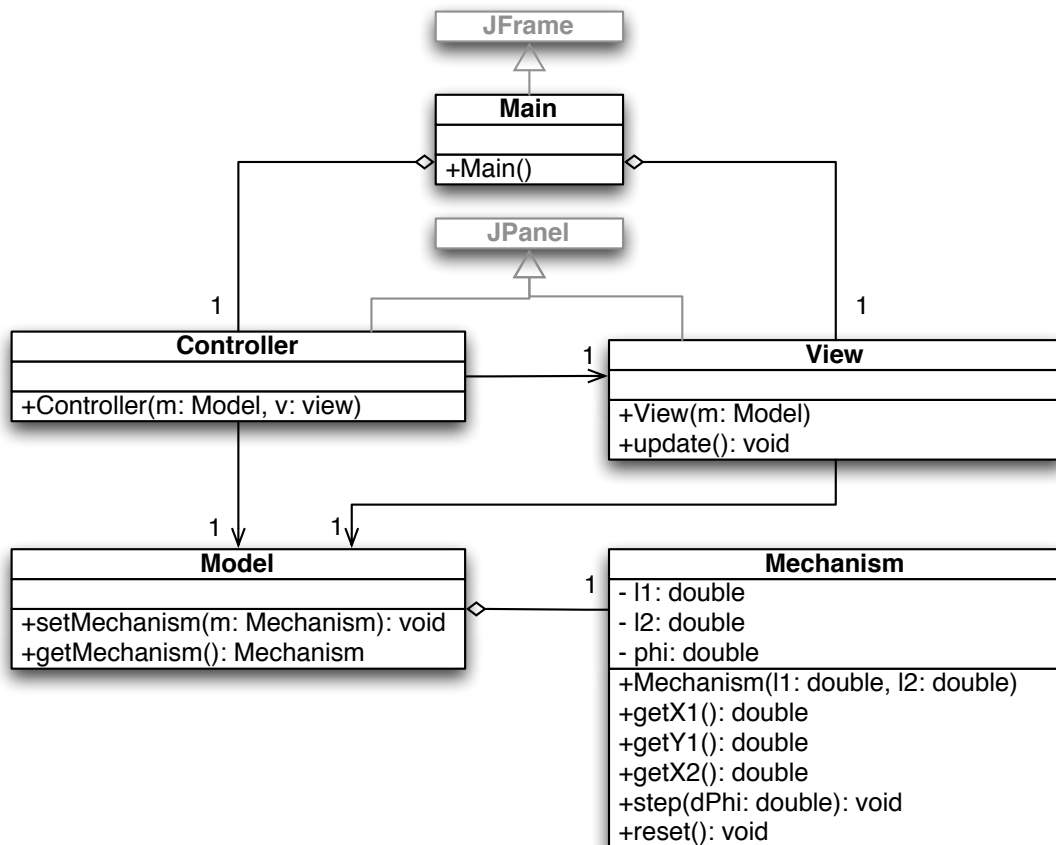 JFrame
Main
+Main()
JPanel
1
1
Controller
+Controller(m: Model, v: view)
1
View
+View(m: Model)
+update(): void
1
1
Model
+setMechanism(m: Mechanism): void
+getMechanism(): Mechanism
1
Mechanism
- l1: double
- l2: double
- phi: double
+Mechanism(l1: double, l2: double)
+getX1(): double
+getY1(): double
+getX2(): double
+step(dPhi: double): void
+reset(): void